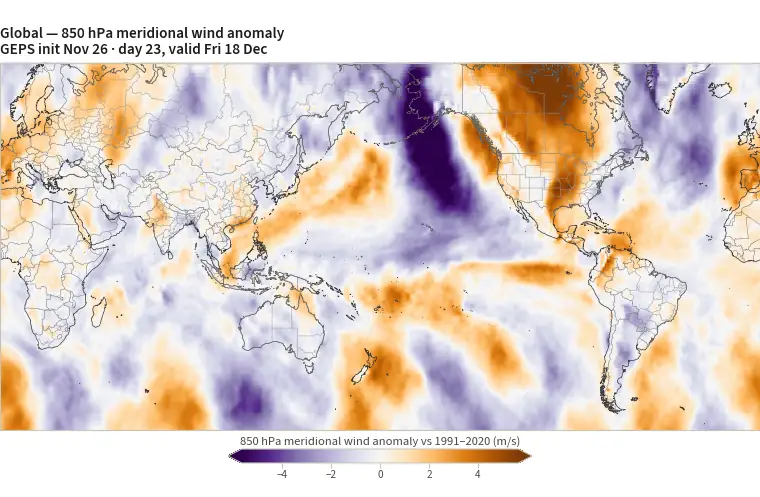 Global — 850 hPa meridional wind anomaly
GEPS init Nov 26 · day 23, valid Fri 18 Dec
850 hPa meridional wind anomaly vs 1991–2020 (m/s)
−4 −2 0 2 4